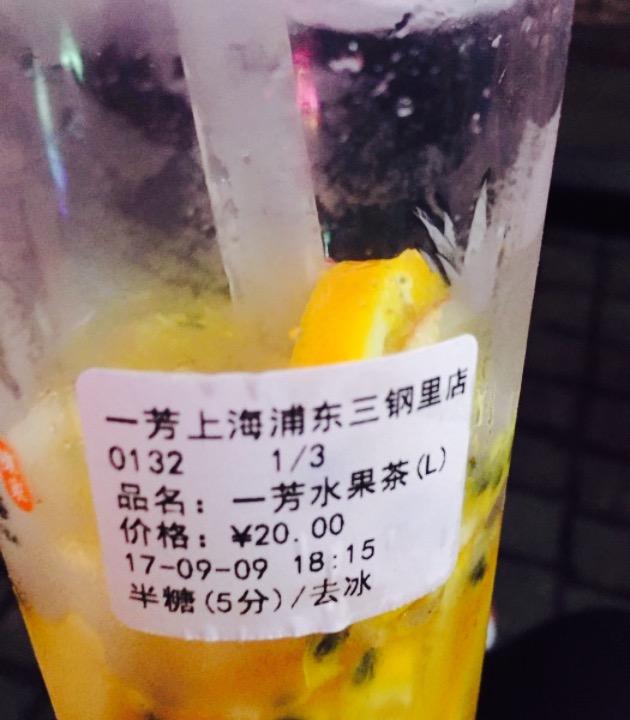 一芳上海浦东三钢里店
0132 1/3
品名: 一芳水果茶(L)
价格: ¥20.00
17-09-09 18:15
半糖(5分)/去冰